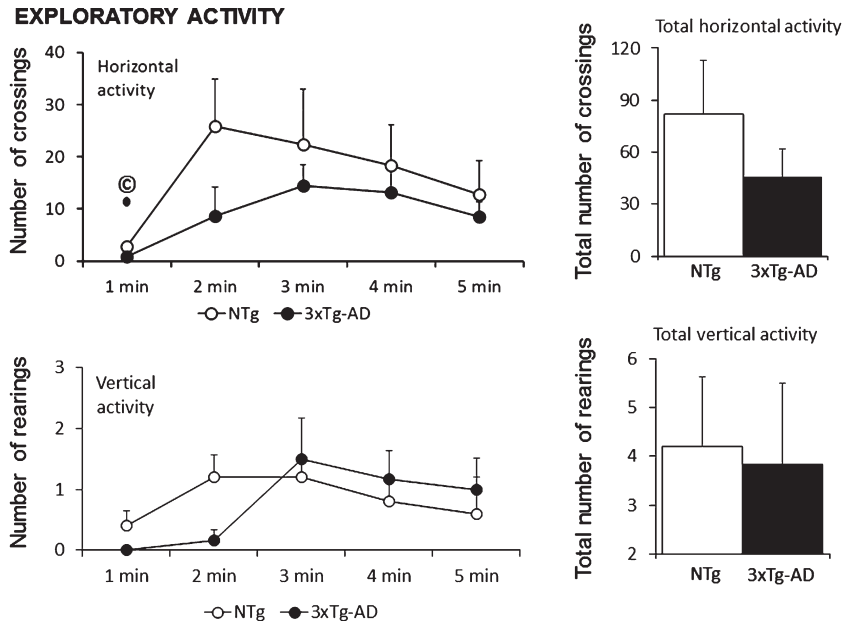 EXPLORATORY ACTIVITY
Number of crossings
40
30
20
10
0
Horizontal
activity
©
1 min 2 min 3 min 4 min 5 min
NTg 3xTg-AD
Total horizontal activity
Total number of crossings
120
90
60
30
0
NTg 3xTg-AD
Number of rearings
3
2
1
0
Vertical
activity
1 min 2 min 3 min 4 min 5 min
NTg 3xTg-AD
Total vertical activity
Total number of rearings
6
5
4
3
2
NTg 3xTg-AD